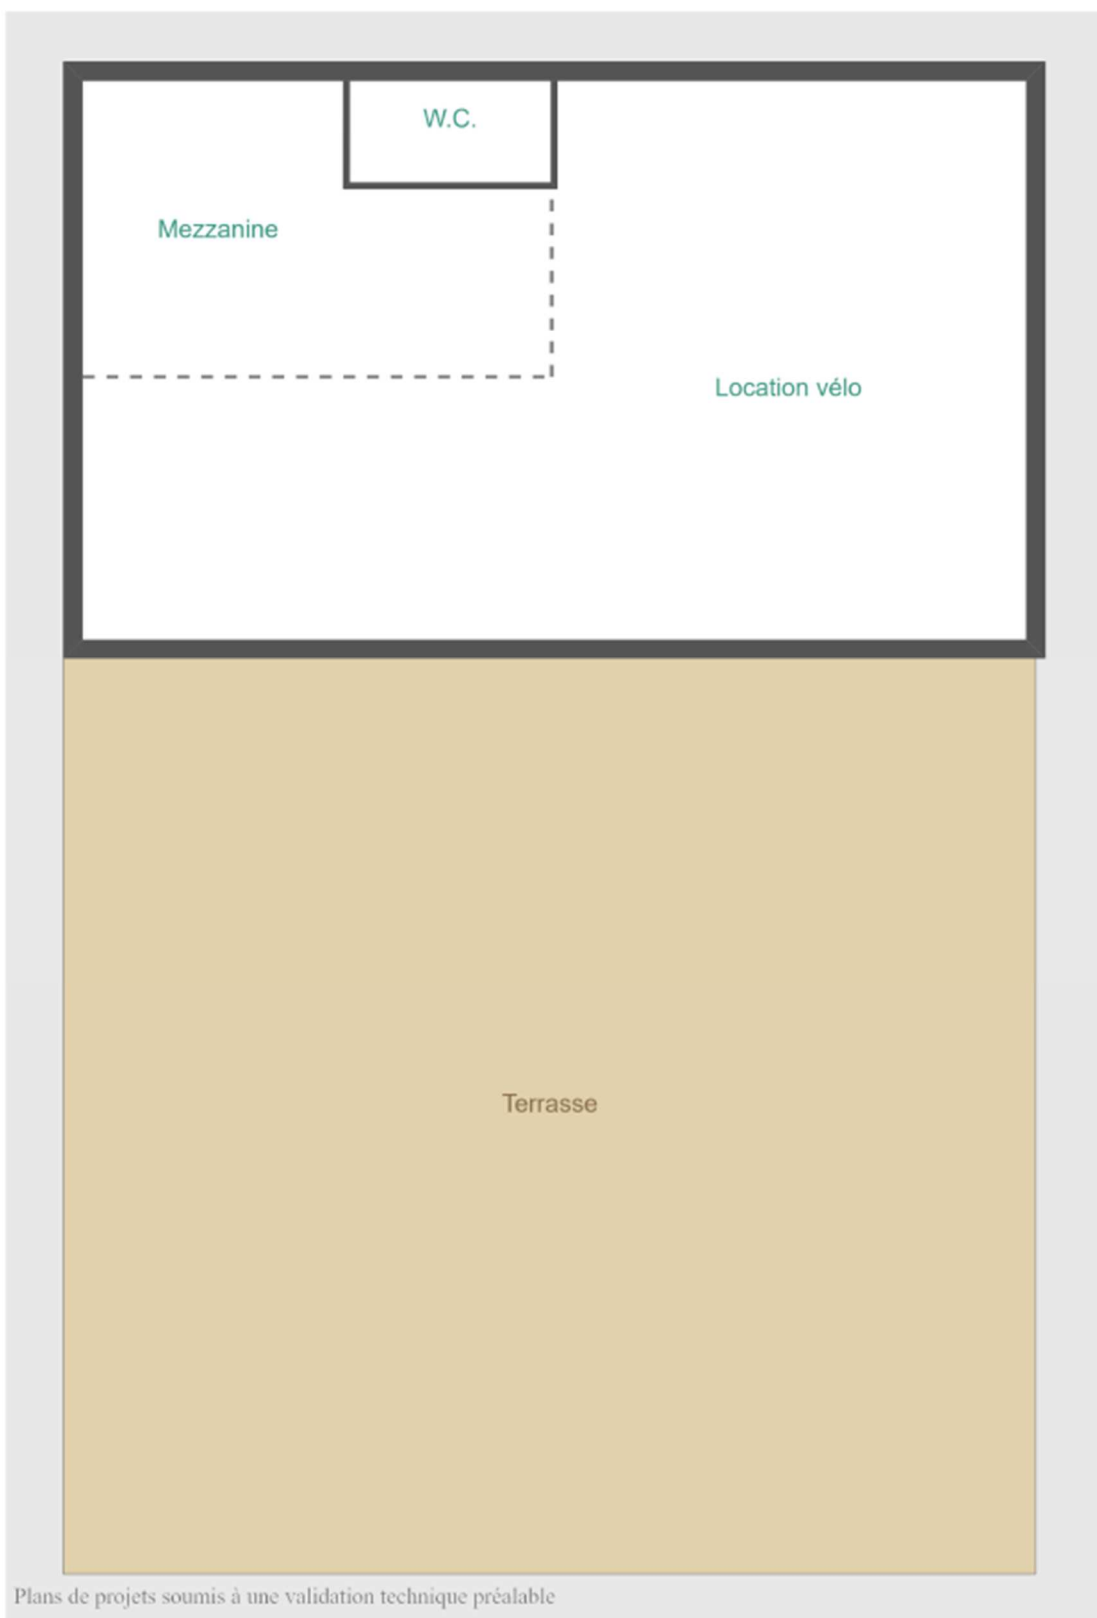 W.C.
Mezzanine
Location vélo
Terrasse
Plans de projets soumis à une validation technique préalable